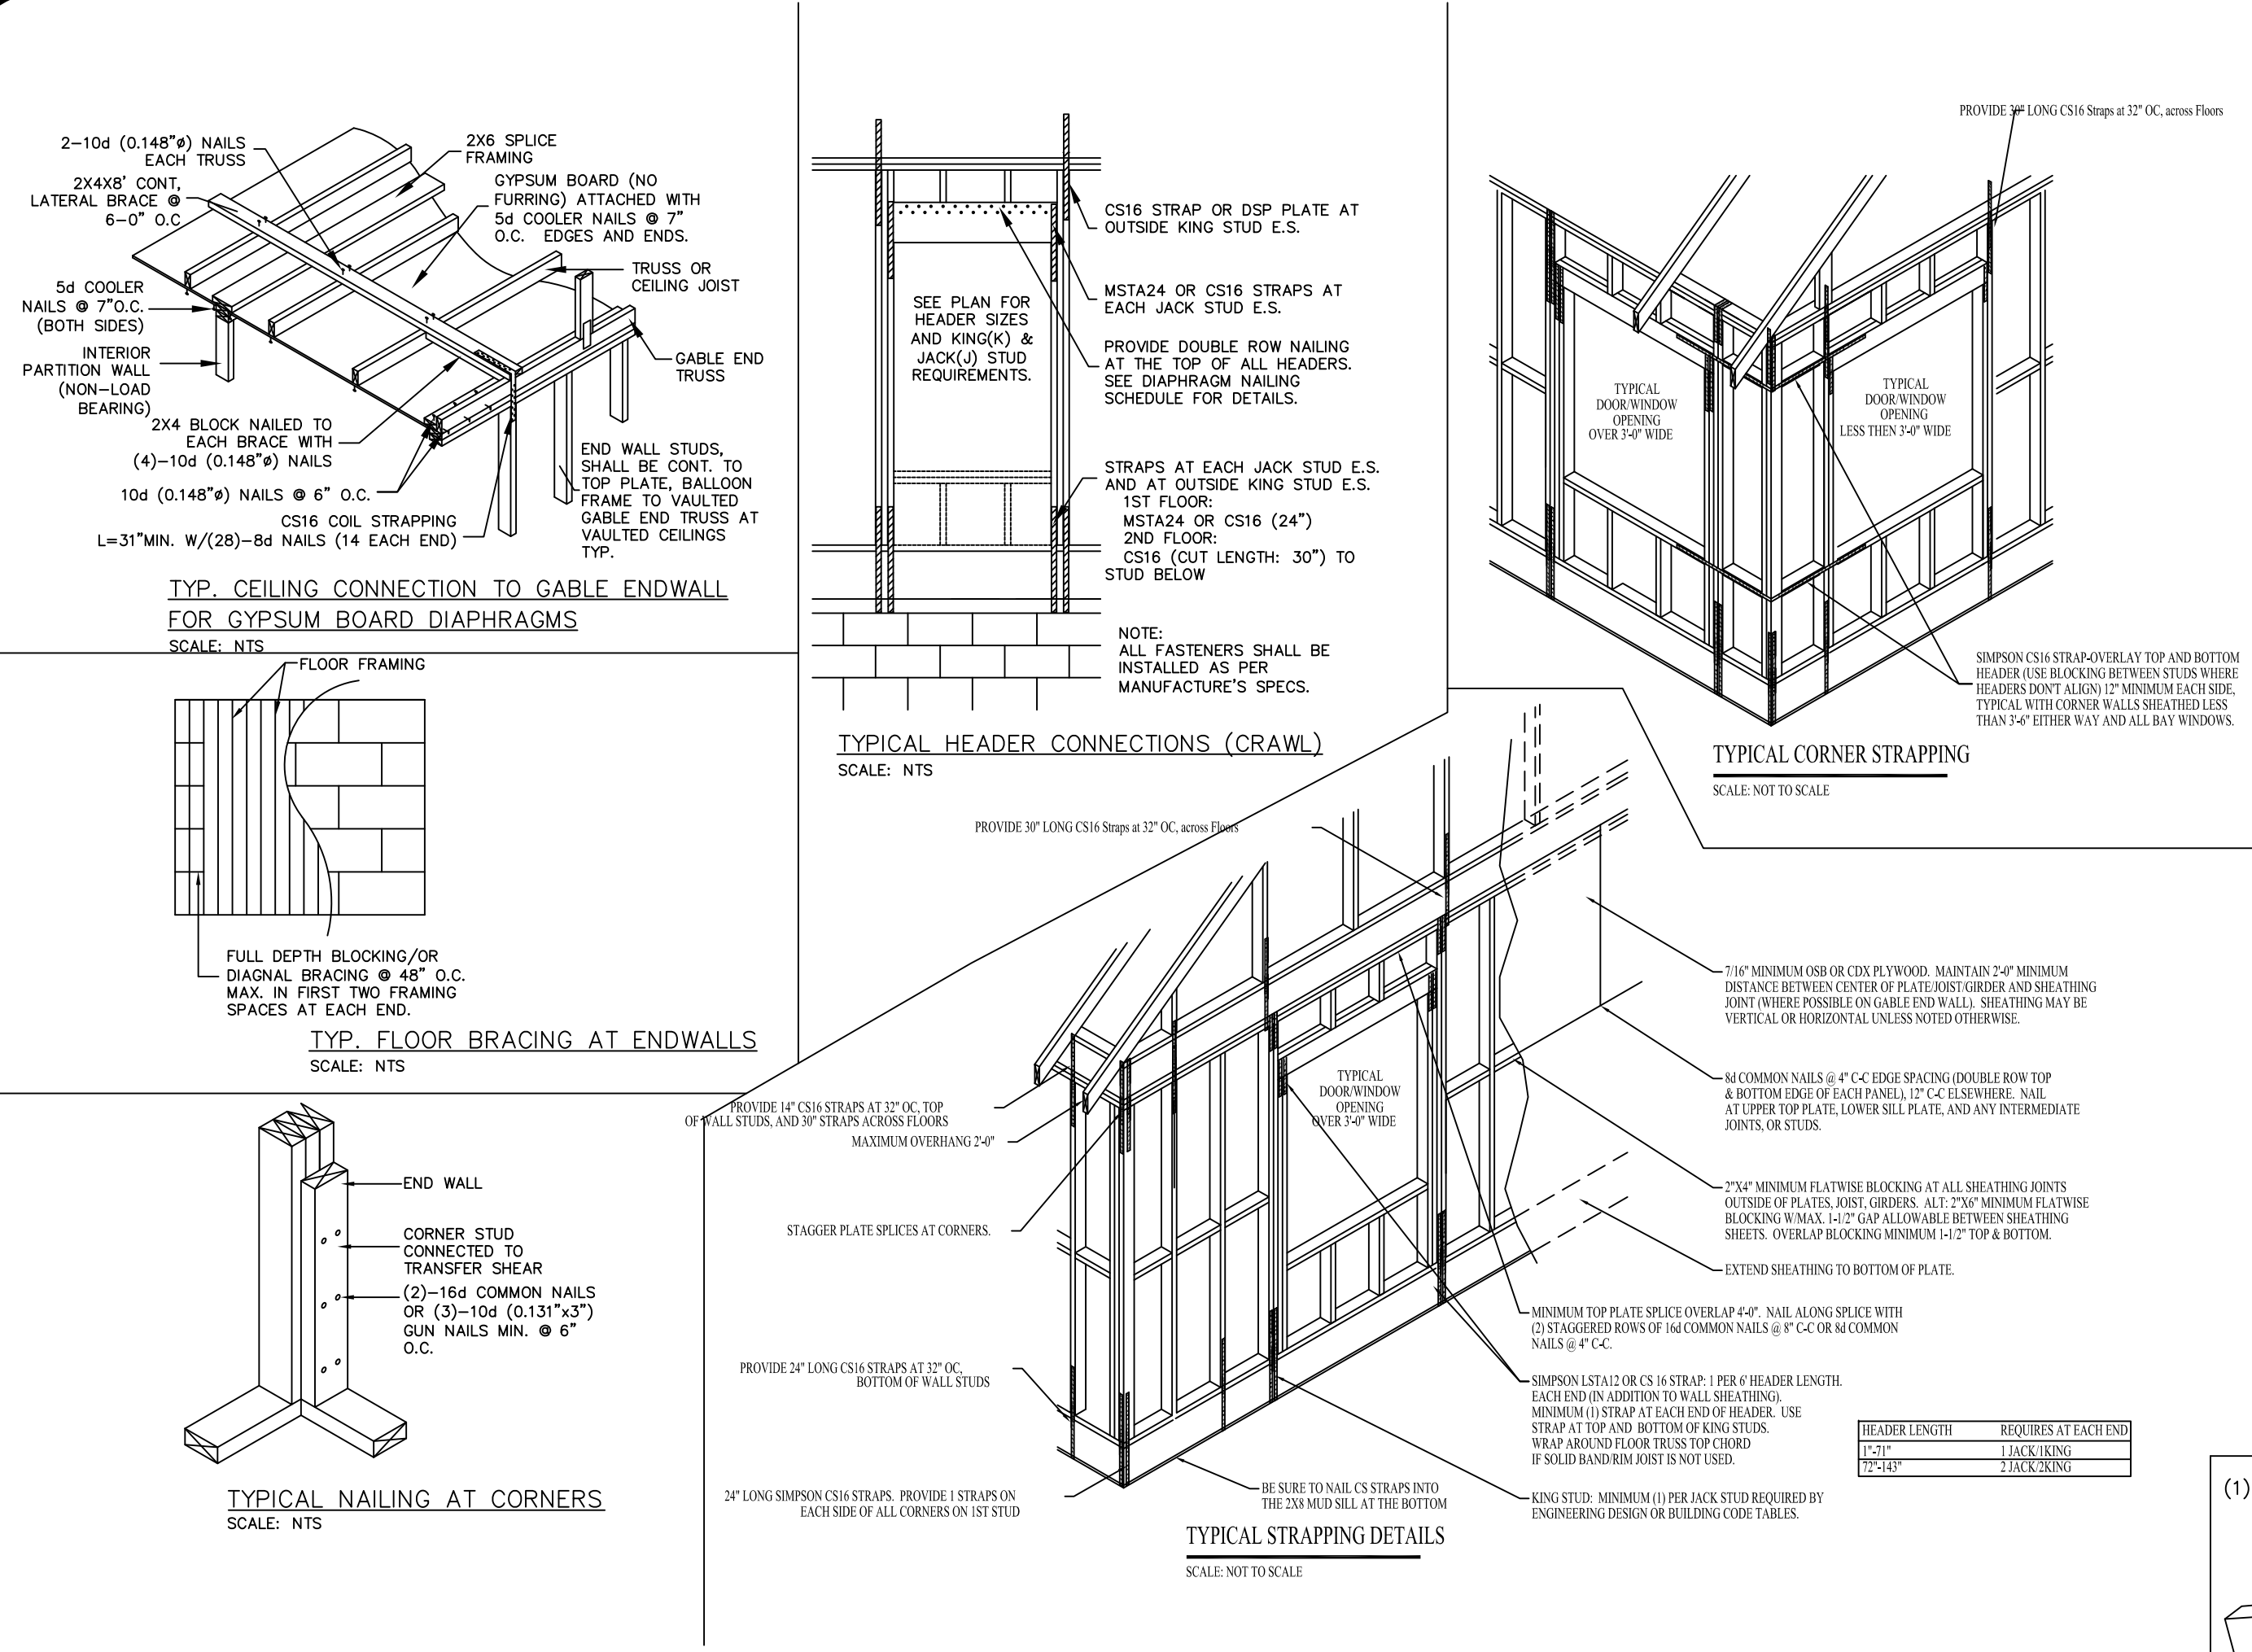 2-10d (0.148"ø) NAILS
EACH TRUSS
2X4X8' CONT,
LATERAL BRACE @
6-0" O.C
5d COOLER
NAILS @ 7"O.C.
(BOTH SIDES)
INTERIOR
PARTITION WALL
(NON-LOAD
BEARING)
2X4 BLOCK NAILED TO
EACH BRACE WITH
(4)-10d (0.148"ø) NAILS
10d (0.148"ø) NAILS @ 6" O.C.
CS16 COIL STRAPPING
L=31"MIN. W/(28)-8d NAILS (14 EACH END)
2X6 SPLICE
FRAMING
GYPSUM BOARD (NO
FURRING) ATTACHED WITH
5d COOLER NAILS @ 7"
O.C. EDGES AND ENDS.
TRUSS OR
CEILING JOIST
GABLE END
TRUSS
END WALL STUDS,
SHALL BE CONT. TO
TOP PLATE, BALLOON
FRAME TO VAULTED
GABLE END TRUSS AT
VAULTED CEILINGS
TYP.
TYP. CEILING CONNECTION TO GABLE ENDWALL
FOR GYPSUM BOARD DIAPHRAGMS
SCALE: NTS
FLOOR FRAMING
FULL DEPTH BLOCKING/OR
DIAGNAL BRACING @ 48" O.C.
MAX. IN FIRST TWO FRAMING
SPACES AT EACH END.
TYP. FLOOR BRACING AT ENDWALLS
SCALE: NTS
END WALL
CORNER STUD
CONNECTED TO
TRANSFER SHEAR
(2)-16d COMMON NAILS
OR (3)-10d (0.131"x3")
GUN NAILS MIN. @ 6"
O.C.
TYPICAL NAILING AT CORNERS
SCALE: NTS
SEE PLAN FOR
HEADER SIZES
AND KING(K) &
JACK(J) STUD
REQUIREMENTS.
CS16 STRAP OR DSP PLATE AT
OUTSIDE KING STUD E.S.
MSTA24 OR CS16 STRAPS AT
EACH JACK STUD E.S.
PROVIDE DOUBLE ROW NAILING
AT THE TOP OF ALL HEADERS.
SEE DIAPHRAGM NAILING
SCHEDULE FOR DETAILS.
STRAPS AT EACH JACK STUD E.S.
AND AT OUTSIDE KING STUD E.S.
1ST FLOOR:
MSTA24 OR CS16 (24")
2ND FLOOR:
CS16 (CUT LENGTH: 30") TO
STUD BELOW
NOTE:
ALL FASTENERS SHALL BE
INSTALLED AS PER
MANUFACTURE'S SPECS.
TYPICAL HEADER CONNECTIONS (CRAWL)
SCALE: NTS
PROVIDE 30" LONG CS16 Straps at 32" OC, across Floors
TYPICAL
DOOR/WINDOW
OPENING
OVER 3'-0" WIDE
TYPICAL
DOOR/WINDOW
OPENING
LESS THEN 3'-0" WIDE
SIMPSON CS16 STRAP-OVERLAY TOP AND BOTTOM
HEADER (USE BLOCKING BETWEEN STUDS WHERE
HEADERS DON'T ALIGN) 12" MINIMUM EACH SIDE,
TYPICAL WITH CORNER WALLS SHEATHED LESS
THAN 3'-6" EITHER WAY AND ALL BAY WINDOWS.
TYPICAL CORNER STRAPPING
SCALE: NOT TO SCALE
PROVIDE 30" LONG CS16 Straps at 32" OC, across Floors
PROVIDE 14" CS16 STRAPS AT 32" OC, TOP
OF WALL STUDS, AND 30" STRAPS ACROSS FLOORS
MAXIMUM OVERHANG 2'-0"
STAGGER PLATE SPLICES AT CORNERS.
PROVIDE 24" LONG CS16 STRAPS AT 32" OC,
BOTTOM OF WALL STUDS
24" LONG SIMPSON CS16 STRAPS. PROVIDE 1 STRAPS ON
EACH SIDE OF ALL CORNERS ON 1ST STUD
TYPICAL
DOOR/WINDOW
OPENING
OVER 3'-0" WIDE
7/16" MINIMUM OSB OR CDX PLYWOOD. MAINTAIN 2'-0" MINIMUM
DISTANCE BETWEEN CENTER OF PLATE/JOIST/GIRDER AND SHEATHING
JOINT (WHERE POSSIBLE ON GABLE END WALL). SHEATHING MAY BE
VERTICAL OR HORIZONTAL UNLESS NOTED OTHERWISE.
8d COMMON NAILS @ 4" C-C EDGE SPACING (DOUBLE ROW TOP
& BOTTOM EDGE OF EACH PANEL), 12" C-C ELSEWHERE. NAIL
AT UPPER TOP PLATE, LOWER SILL PLATE, AND ANY INTERMEDIATE
JOINTS, OR STUDS.
2"X4" MINIMUM FLATWISE BLOCKING AT ALL SHEATHING JOINTS
OUTSIDE OF PLATES, JOIST, GIRDERS. ALT: 2"X6" MINIMUM FLATWISE
BLOCKING W/MAX. 1-1/2" GAP ALLOWABLE BETWEEN SHEATHING
SHEETS. OVERLAP BLOCKING MINIMUM 1-1/2" TOP & BOTTOM.
EXTEND SHEATHING TO BOTTOM OF PLATE.
MINIMUM TOP PLATE SPLICE OVERLAP 4'-0". NAIL ALONG SPLICE WITH
(2) STAGGERED ROWS OF 16d COMMON NAILS @ 8" C-C OR 8d COMMON
NAILS @ 4" C-C.
SIMPSON LSTA12 OR CS 16 STRAP: 1 PER 6' HEADER LENGTH.
EACH END (IN ADDITION TO WALL SHEATHING).
MINIMUM (1) STRAP AT EACH END OF HEADER. USE
STRAP AT TOP AND BOTTOM OF KING STUDS.
WRAP AROUND FLOOR TRUSS TOP CHORD
IF SOLID BAND/RIM JOIST IS NOT USED.
KING STUD: MINIMUM (1) PER JACK STUD REQUIRED BY
ENGINEERING DESIGN OR BUILDING CODE TABLES.
BE SURE TO NAIL CS STRAPS INTO
THE 2X8 MUD SILL AT THE BOTTOM
TYPICAL STRAPPING DETAILS
SCALE: NOT TO SCALE
HEADER LENGTH REQUIRES AT EACH END
1"-71" 1 JACK/1KING
72"-143" 2 JACK/2KING
(1)